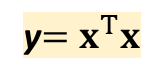 y= xᵀx